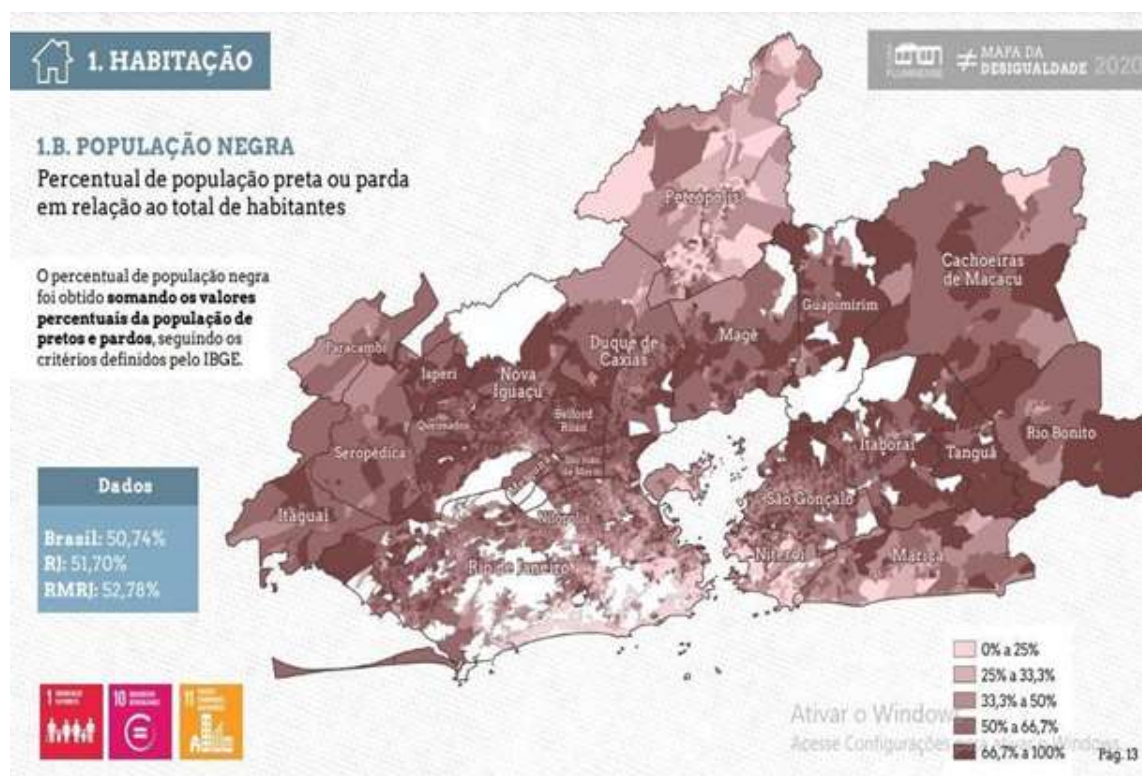 1. HABITAÇÃO
FLUMINENSE
≠ MAPA DA
DESIGUALDADE 2020
1.B. POPULAÇÃO NEGRA
Percentual de população preta ou parda
em relação ao total de habitantes
O percentual de população negra
foi obtido somando os valores
percentuais da população de
pretos e pardos, seguindo os
critérios definidos pelo IBGE.
Petrópolis
Cachoeiras
de Macacu
Guapimirim
Magé
Duque de
Caxias
Paracambi
Japeri
Nova
Iguaçu
Belford
Roxo
Queimados
Seropédica
Itaguaí
Nilópolis
Rio de Janeiro
Itaboraí
Tanguá
Rio Bonito
São Gonçalo
Niterói
Maricá
Dados
Brasil: 50,74%
RJ: 51,70%
RMRJ: 52,78%
1
10
11
0% a 25%
25% a 33,3%
33,3% a 50%
50% a 66,7%
66,7% a 100%
Ativar o Window
Acesse Configurações Windows
Pág. 13